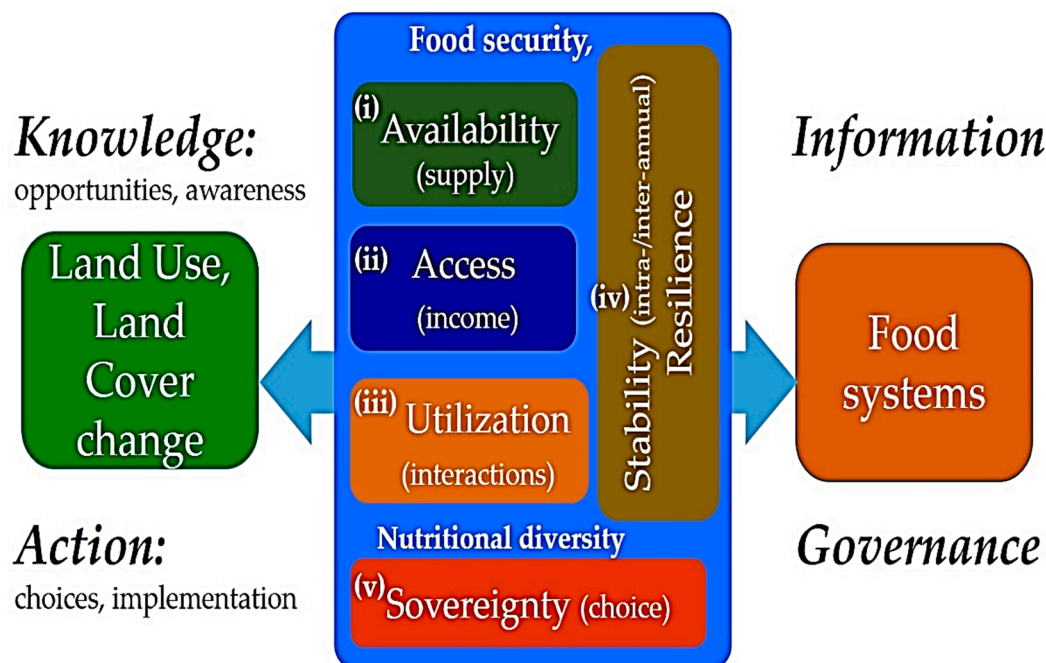 Knowledge:
opportunities, awareness
Land Use,
Land
Cover
change
Action:
choices, implementation
Food security,
(i) Availability
(supply)
(ii) Access
(income)
(iii) Utilization
(interactions)
(iv) Stability (intra-/inter-annual)
Resilience
Nutritional diversity
(v) Sovereignty (choice)
Information
Food
systems
Governance